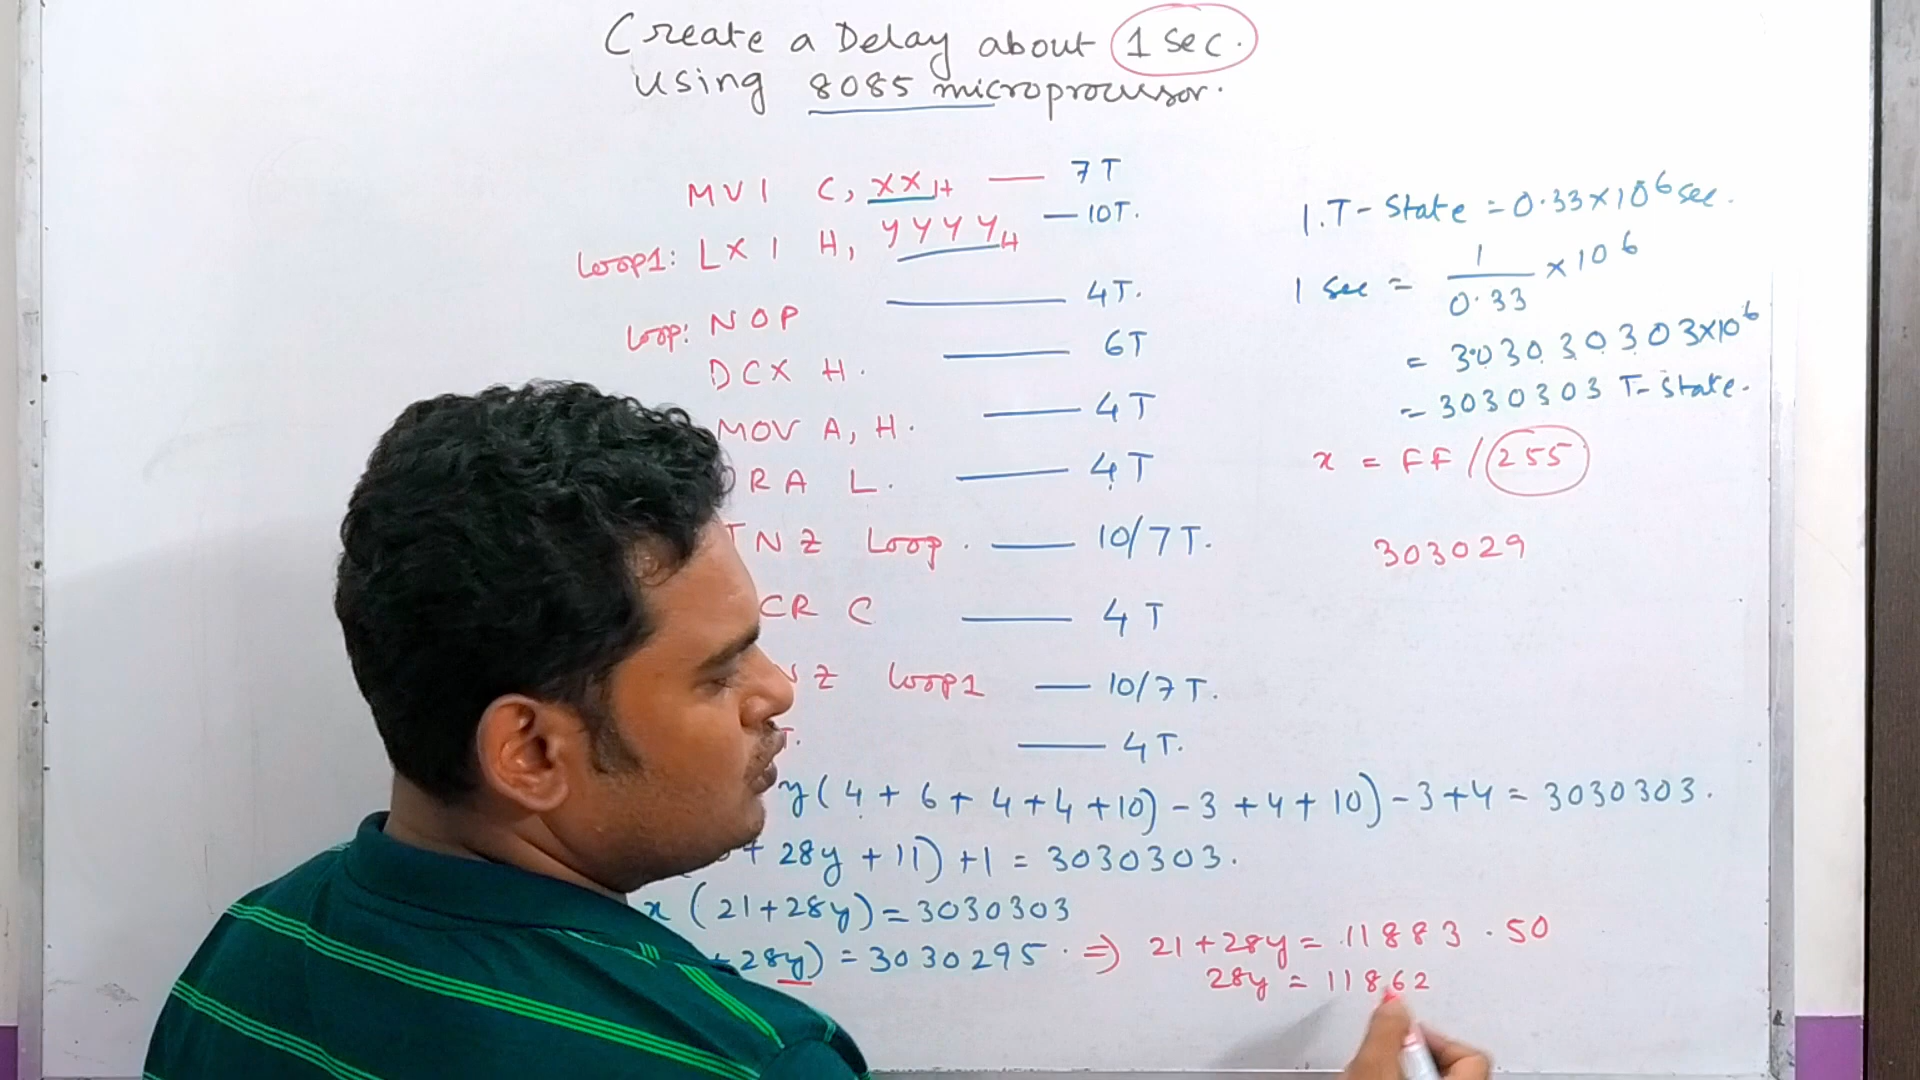 Create a Delay about 1 sec.
using 8085 microprocessor.
MVI C, XXH — 7T
Loop1: LXI H, YYYYH — 10T.
Loop: NOP — 4T.
DCX H. — 6T
MOV A, H. — 4T
RA L. — 4T
NZ Loop. — 10/7T.
CR C — 4T
Z Loop1 — 10/7T.
T. — 4T.
y(4+6+4+4+10)-3+4+10)-3+4=3030303.
+28y+11)+1=3030303.
x(21+28y)=3030303
+28y)=3030295. ⇒ 21+28y=11883.50
28y=11862
1.T-State=0.33×10⁶sec.
1 sec = 1/0.33 ×10⁶
= 3.03030303×10⁶
= 3030303 T-State.
x = FF/255
303029